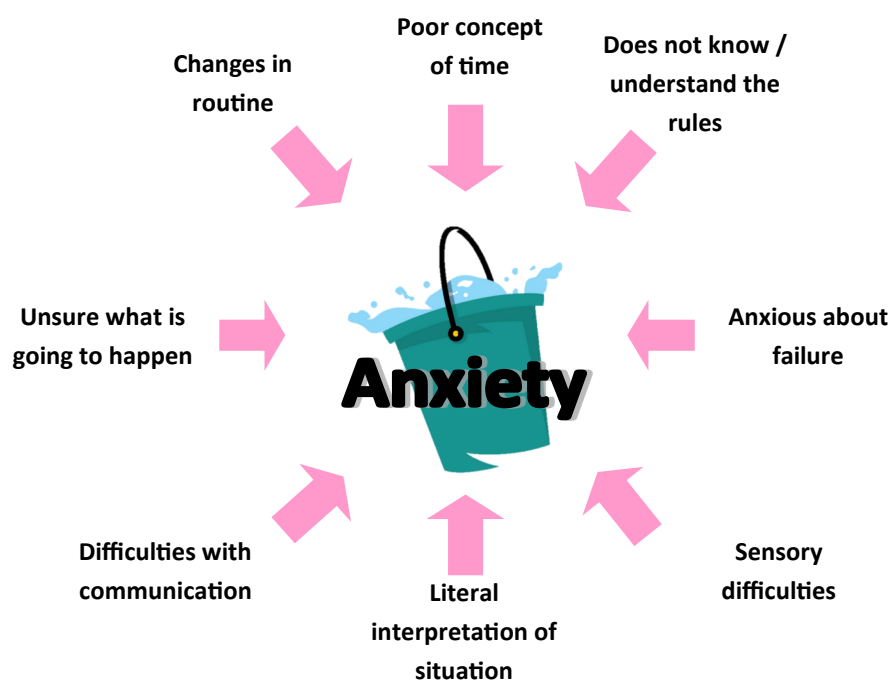 Poor concept
of time
Does not know /
understand the
rules
Changes in
routine
Unsure what is
going to happen
Anxiety
Anxious about
failure
Difficulties with
communication
Literal
interpretation of
situation
Sensory
difficulties